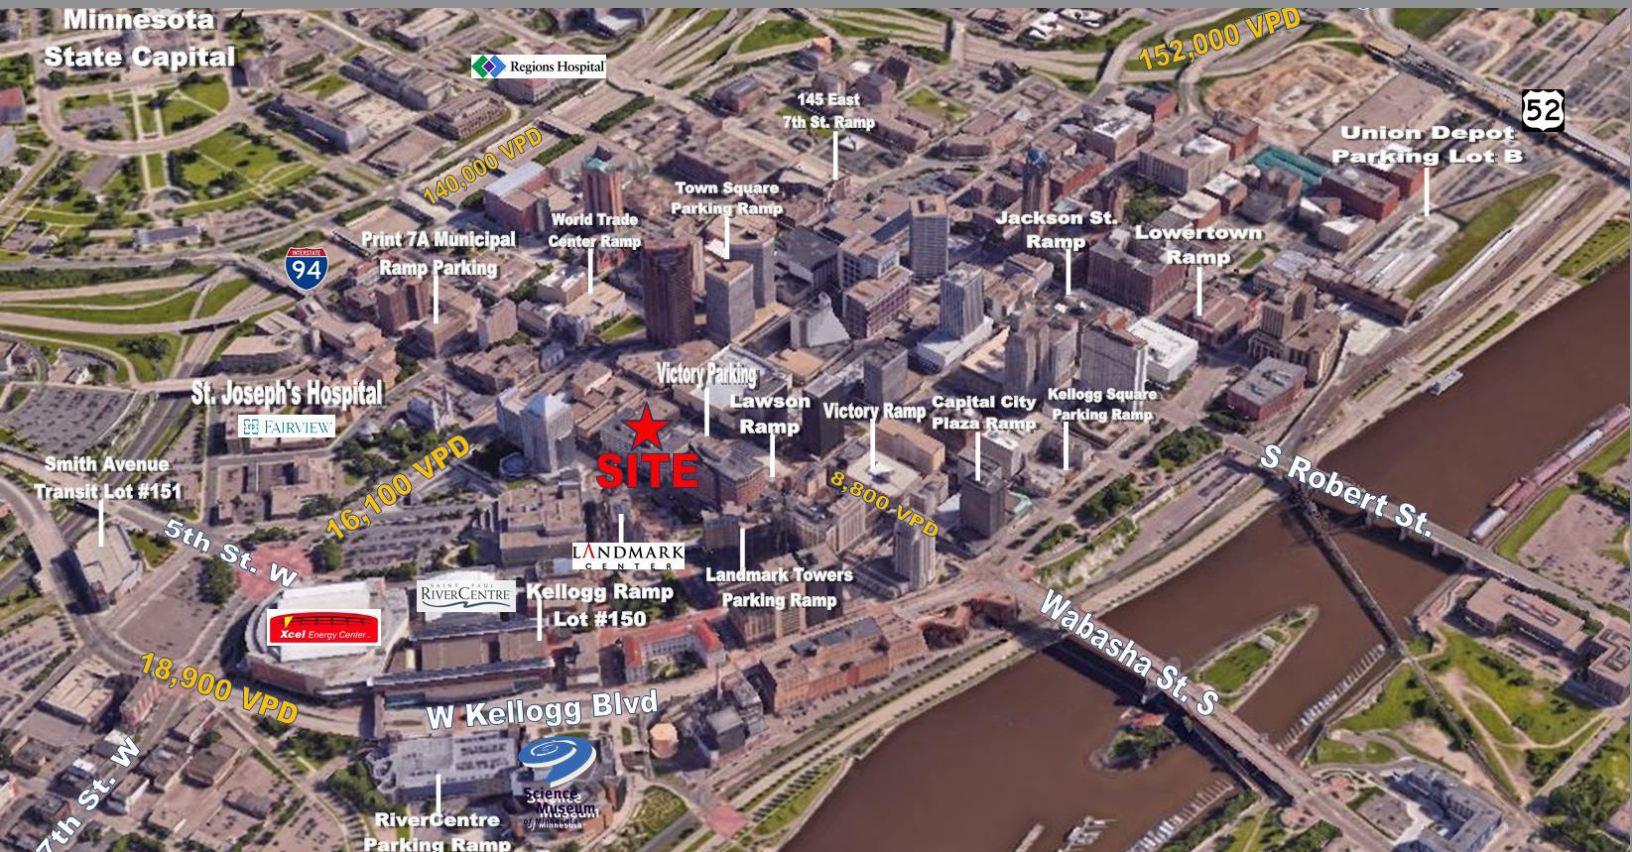 Minnesota
State Capital
Regions Hospital
152,000 VPD
145 East
7th St. Ramp
52
Union Depot
Parking Lot B
140,000 VPD
Town Square
Parking Ramp
World Trade
Center Ramp
Jackson St.
Ramp
Lowertown
Ramp
Print 7A Municipal
Ramp Parking
INTERSTATE
94
St. Joseph's Hospital
FAIRVIEW
Victory Parking
Lawson
Ramp
Victory Ramp
Capital City
Plaza Ramp
Kellogg Square
Parking Ramp
SITE
Smith Avenue
Transit Lot #151
16,100 VPD
8,800 VPD
S Robert St.
5th St. W
LANDMARK
CENTER
SAINT PAUL
RIVERCENTRE
Kellogg Ramp
Lot #150
Landmark Towers
Parking Ramp
Xcel Energy Center
Wabasha St. S
18,900 VPD
W Kellogg Blvd
7th St. W
Science
Museum
of Minnesota
RiverCentre
Parking Ramp